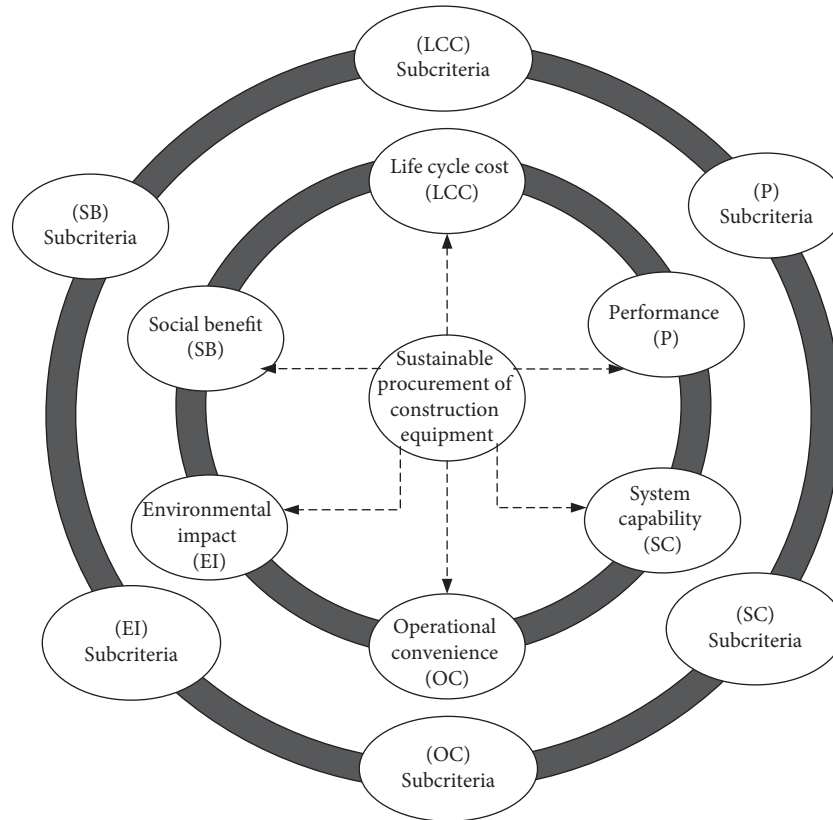 (LCC)
Subcriteria
Life cycle cost
(LCC)
(P)
Subcriteria
(SB)
Subcriteria
Performance
(P)
Social benefit
(SB)
Sustainable
procurement of
construction
equipment
System
capability
(SC)
Environmental
impact
(EI)
(SC)
Subcriteria
(EI)
Subcriteria
Operational
convenience
(OC)
(OC)
Subcriteria